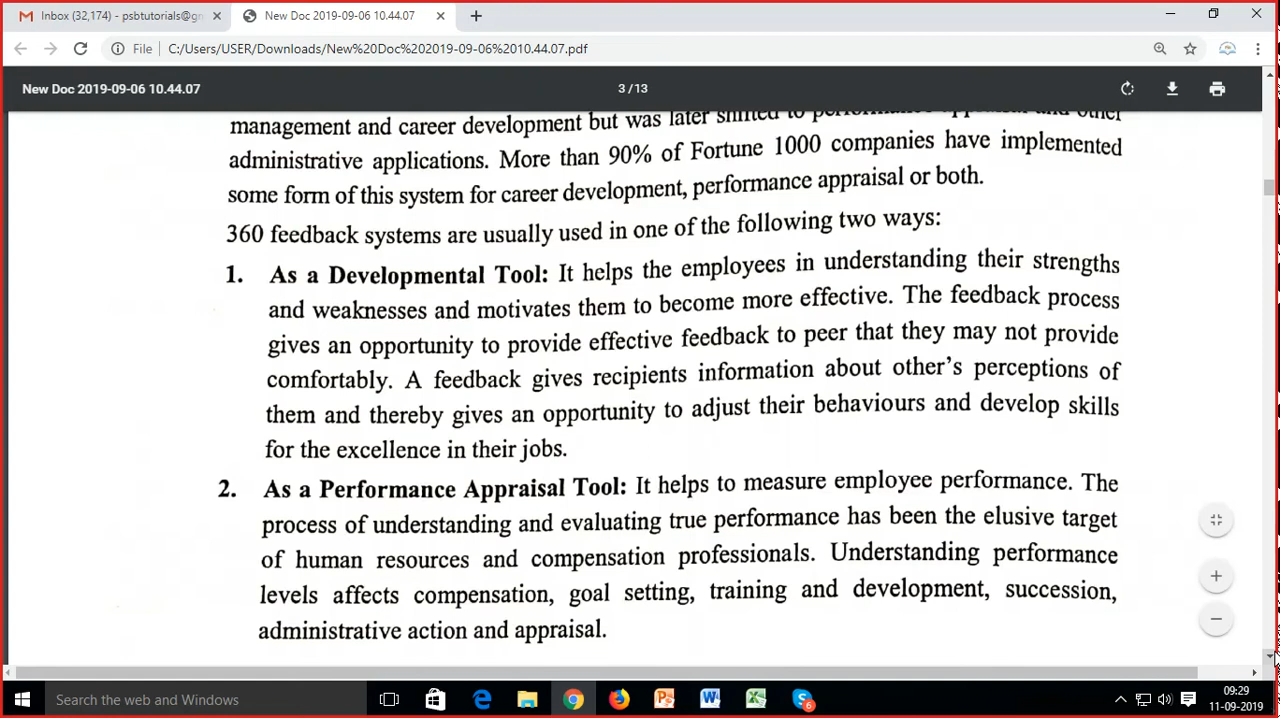 Inbox (32,174) - psbtutorials@gm
New Doc 2019-09-06 10.44.07
File
C:/Users/USER/Downloads/New%20Doc%202019-09-06%2010.44.07.pdf
New Doc 2019-09-06 10.44.07
3 / 13
management and career development but was later shifted to performance appraisal and other
administrative applications. More than 90% of Fortune 1000 companies have implemented
some form of this system for career development, performance appraisal or both.
360 feedback systems are usually used in one of the following two ways:
1. As a Developmental Tool: It helps the employees in understanding their strengths
and weaknesses and motivates them to become more effective. The feedback process
gives an opportunity to provide effective feedback to peer that they may not provide
comfortably. A feedback gives recipients information about other's perceptions of
them and thereby gives an opportunity to adjust their behaviours and develop skills
for the excellence in their jobs.
2. As a Performance Appraisal Tool: It helps to measure employee performance. The
process of understanding and evaluating true performance has been the elusive target
of human resources and compensation professionals. Understanding performance
levels affects compensation, goal setting, training and development, succession,
administrative action and appraisal.
Search the web and Windows
6
09:29
11-09-2019